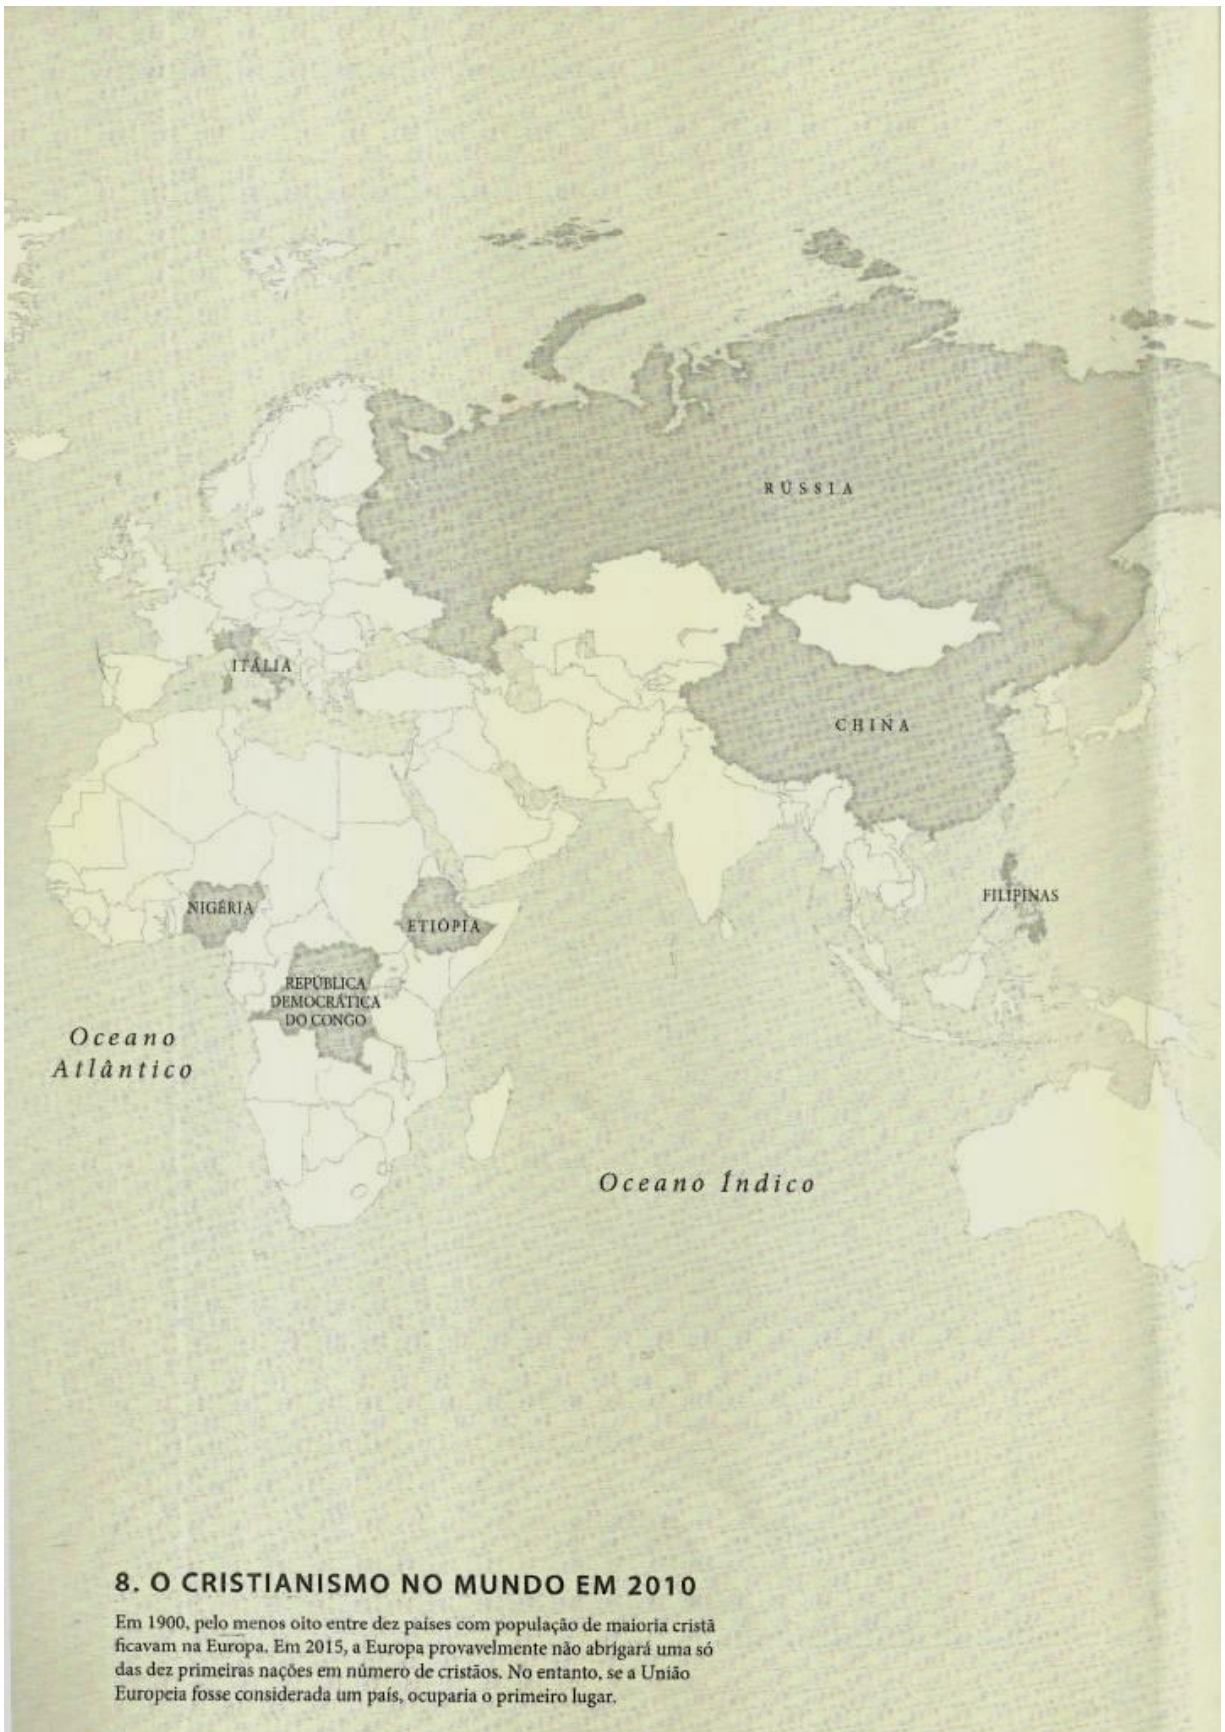 RÚSSIA
ITÁLIA
CHINA
NIGÉRIA
ETIÓPIA
FILIPINAS
REPÚBLICA
DEMOCRÁTICA
DO CONGO
Oceano
Atlântico
Oceano Índico
8. O CRISTIANISMO NO MUNDO EM 2010
Em 1900, pelo menos oito entre dez países com população de maioria cristã
ficavam na Europa. Em 2015, a Europa provavelmente não abrigará uma só
das dez primeiras nações em número de cristãos. No entanto, se a União
Europeia fosse considerada um país, ocuparia o primeiro lugar.